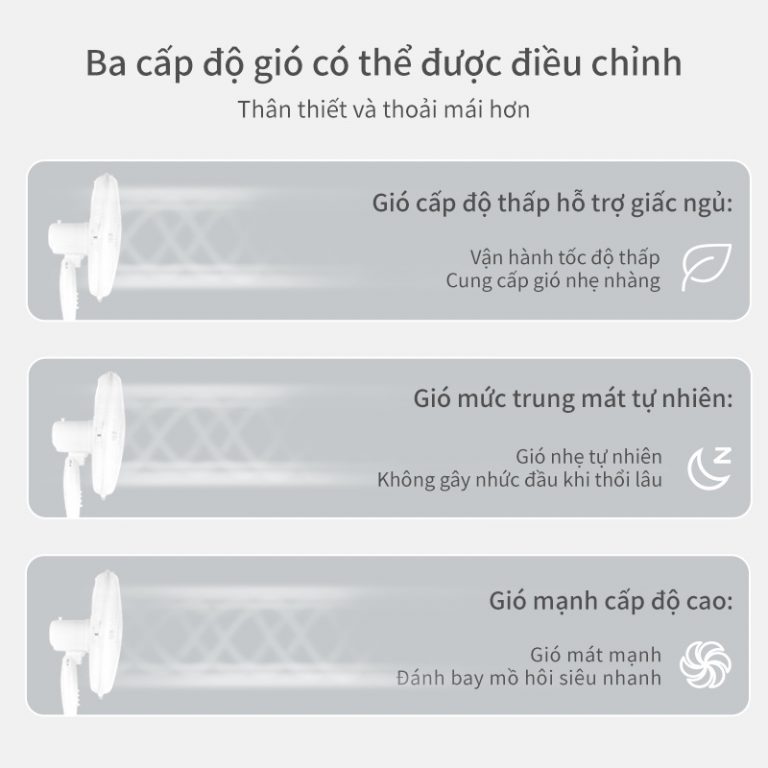 Ba cấp độ gió có thể được điều chỉnh
Thân thiết và thoải mái hơn
Gió cấp độ thấp hỗ trợ giấc ngủ:
Vận hành tốc độ thấp
Cung cấp gió nhẹ nhàng
Gió mức trung mát tự nhiên:
Gió nhẹ tự nhiên
Không gây nhức đầu khi thổi lâu
Z
Gió mạnh cấp độ cao:
Gió mát mạnh
Đánh bay mồ hôi siêu nhanh